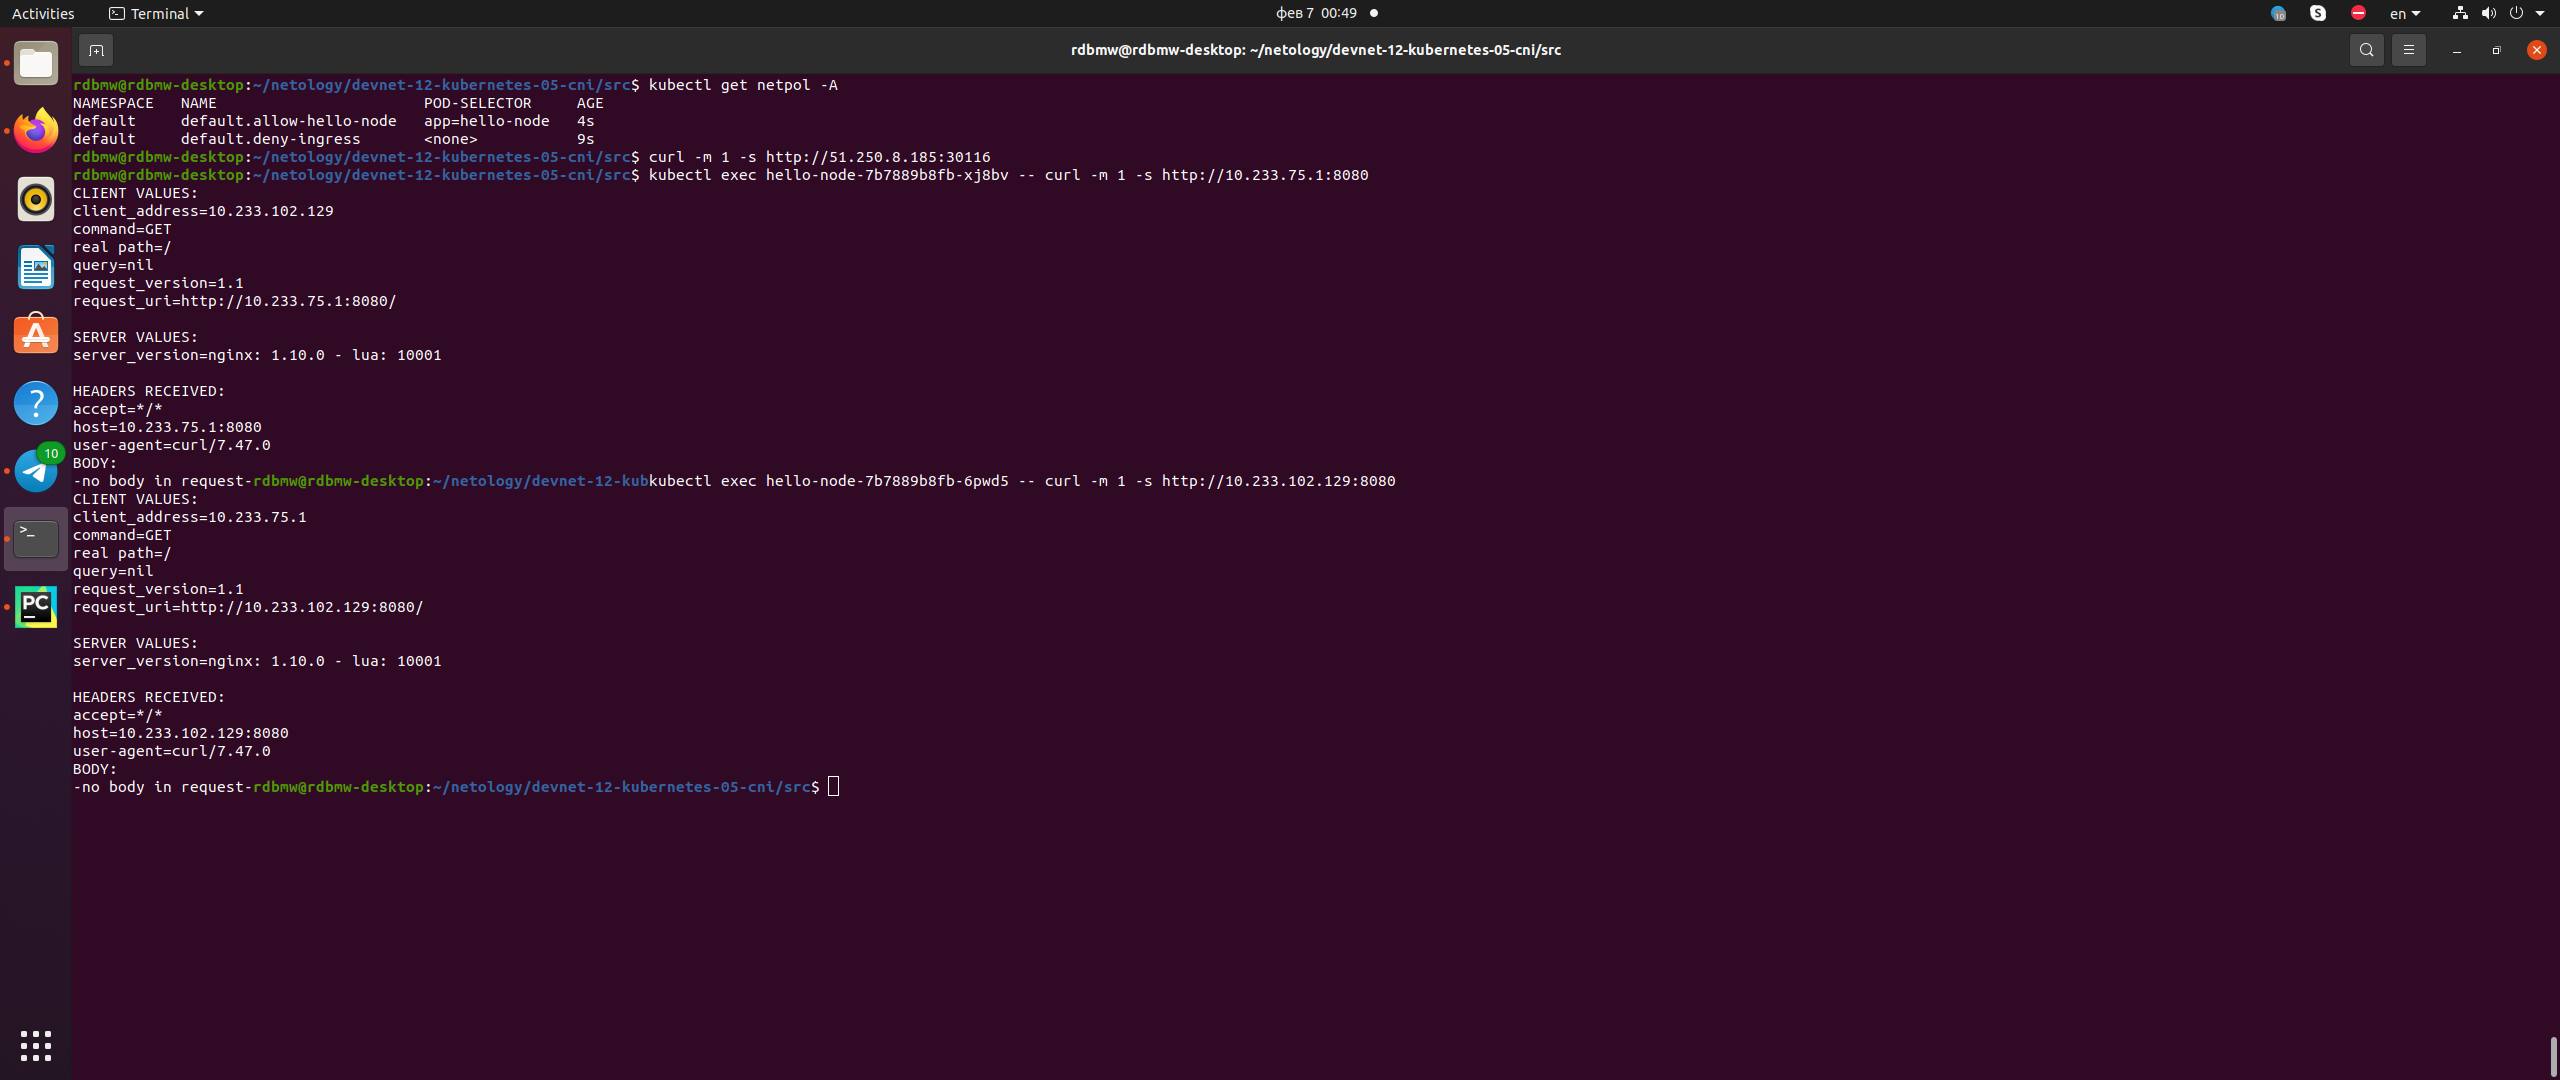 Activities Terminal фев 7 00:49 10 S en
rdbmw@rdbmw-desktop: ~/netology/devnet-12-kubernetes-05-cni/src
rdbmw@rdbmw-desktop:~/netology/devnet-12-kubernetes-05-cni/src$ kubectl get netpol -A
NAMESPACE   NAME                       POD-SELECTOR     AGE
default     default.allow-hello-node   app=hello-node   4s
default     default.deny-ingress       <none>           9s
rdbmw@rdbmw-desktop:~/netology/devnet-12-kubernetes-05-cni/src$ curl -m 1 -s http://51.250.8.185:30116
rdbmw@rdbmw-desktop:~/netology/devnet-12-kubernetes-05-cni/src$ kubectl exec hello-node-7b7889b8fb-xj8bv -- curl -m 1 -s http://10.233.75.1:8080
CLIENT VALUES:
client_address=10.233.102.129
command=GET
real path=/
query=nil
request_version=1.1
request_uri=http://10.233.75.1:8080/
SERVER VALUES:
server_version=nginx: 1.10.0 - lua: 10001
HEADERS RECEIVED:
accept=*/*
host=10.233.75.1:8080
user-agent=curl/7.47.0
BODY:
-no body in request-rdbmw@rdbmw-desktop:~/netology/devnet-12-kubkubectl exec hello-node-7b7889b8fb-6pwd5 -- curl -m 1 -s http://10.233.102.129:8080
CLIENT VALUES:
client_address=10.233.75.1
command=GET
real path=/
query=nil
request_version=1.1
request_uri=http://10.233.102.129:8080/
SERVER VALUES:
server_version=nginx: 1.10.0 - lua: 10001
HEADERS RECEIVED:
accept=*/*
host=10.233.102.129:8080
user-agent=curl/7.47.0
BODY:
-no body in request-rdbmw@rdbmw-desktop:~/netology/devnet-12-kubernetes-05-cni/src$
?
10
>_
PC